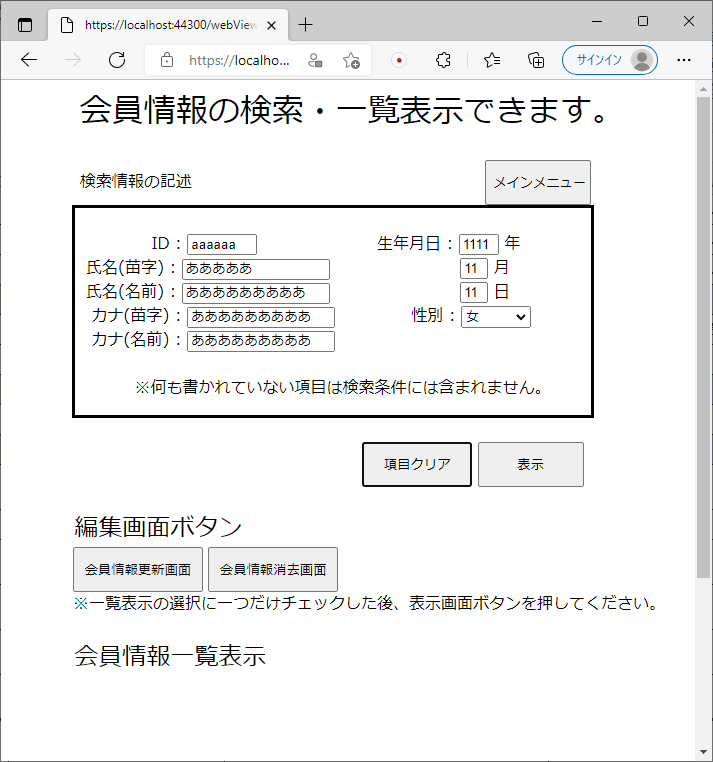 https://localhost:44300/webView
https://localho...
サインイン
会員情報の検索・一覧表示できます。
検索情報の記述
メインメニュー
ID : aaaaaa 生年月日 : 1111 年
氏名(苗字) : あああああ 11 月
氏名(名前) : あああああああああ 11 日
カナ(苗字) : あああああああああ 性別 : 女
カナ(名前) : あああああああああ
※何も書かれていない項目は検索条件には含まれません。
項目クリア 表示
編集画面ボタン
会員情報更新画面 会員情報消去画面
※一覧表示の選択に一つだけチェックした後、表示画面ボタンを押してください。
会員情報一覧表示